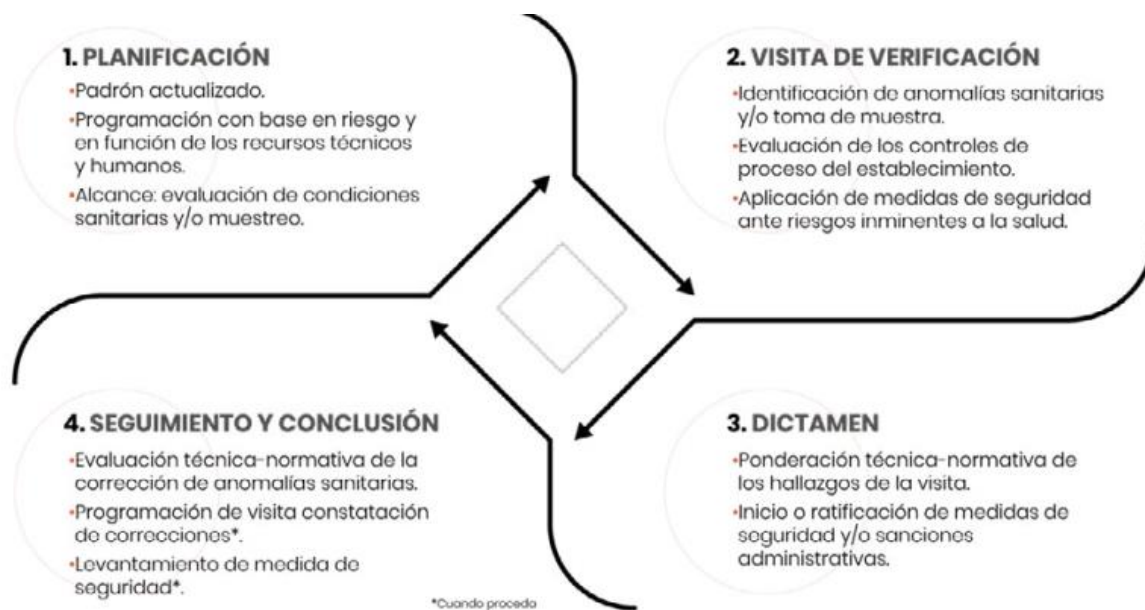 1. PLANIFICACIÓN
•Padrón actualizado.
•Programación con base en riesgo y
en función de los recursos técnicos
y humanos.
•Alcance: evaluación de condiciones
sanitarias y/o muestreo.
2. VISITA DE VERIFICACIÓN
•Identificación de anomalías sanitarias
y/o toma de muestra.
•Evaluación de los controles de
proceso del establecimiento.
•Aplicación de medidas de seguridad
ante riesgos inminentes a la salud.
4. SEGUIMIENTO Y CONCLUSIÓN
•Evaluación técnica-normativa de la
corrección de anomalías sanitarias.
•Programación de visita constatación
de correcciones*.
•Levantamiento de medida de
seguridad*.
*Cuando proceda
3. DICTAMEN
•Ponderación técnica-normativa de
los hallazgos de la visita.
•Inicio o ratificación de medidas de
seguridad y/o sanciones
administrativas.